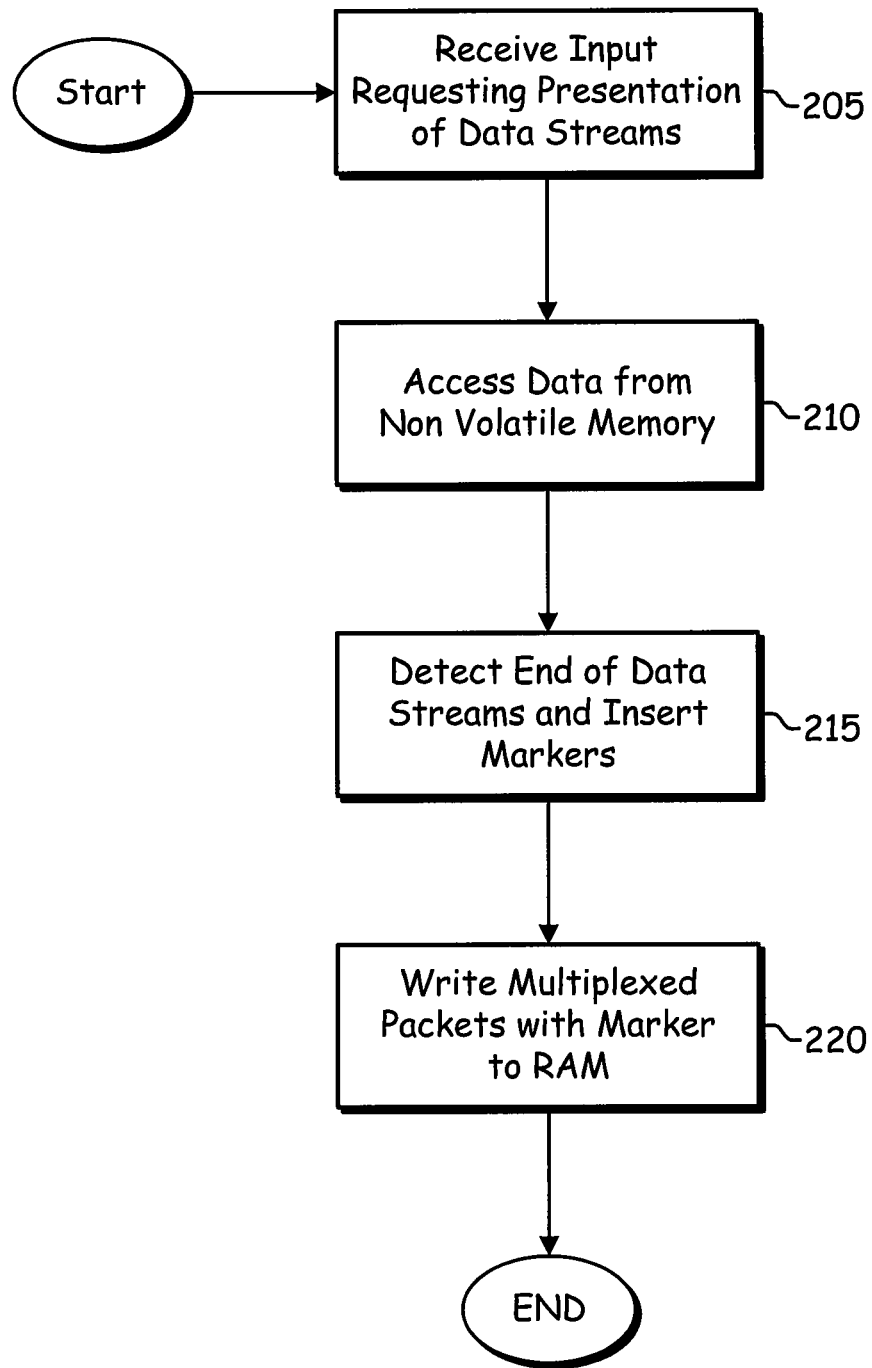 Start
Receive Input
Requesting Presentation
of Data Streams
205
Access Data from
Non Volatile Memory
210
Detect End of Data
Streams and Insert
Markers
215
Write Multiplexed
Packets with Marker
to RAM
220
END